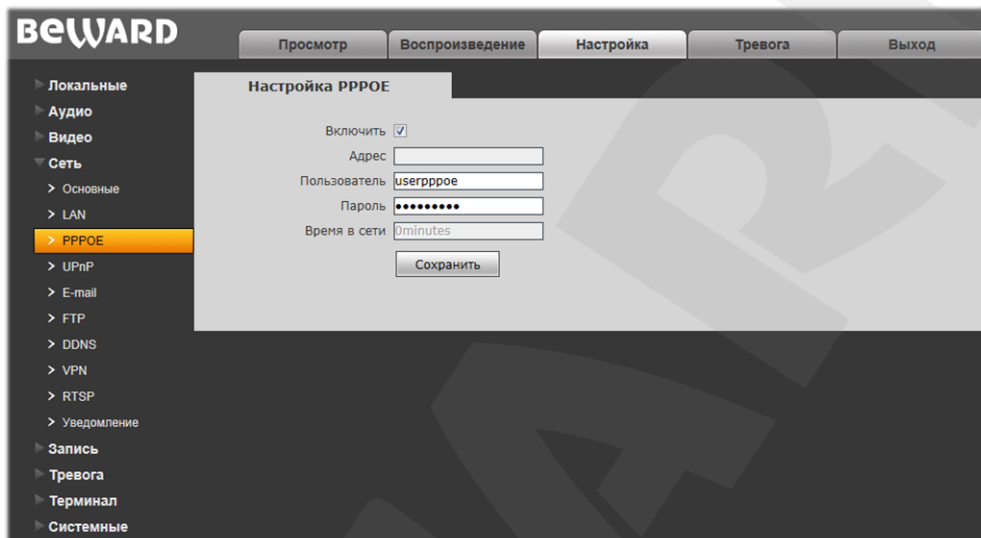 BEWARD
Просмотр Воспроизведение Настройка Тревога Выход
Локальные
Аудио
Видео
Сеть
Основные
LAN
PPPOE
UPnP
E-mail
FTP
DDNS
VPN
RTSP
Уведомление
Запись
Тревога
Терминал
Системные
Настройка PPPOE
Включить
Адрес
Пользователь userpppoe
Пароль •••••••••
Время в сети 0minutes
Сохранить